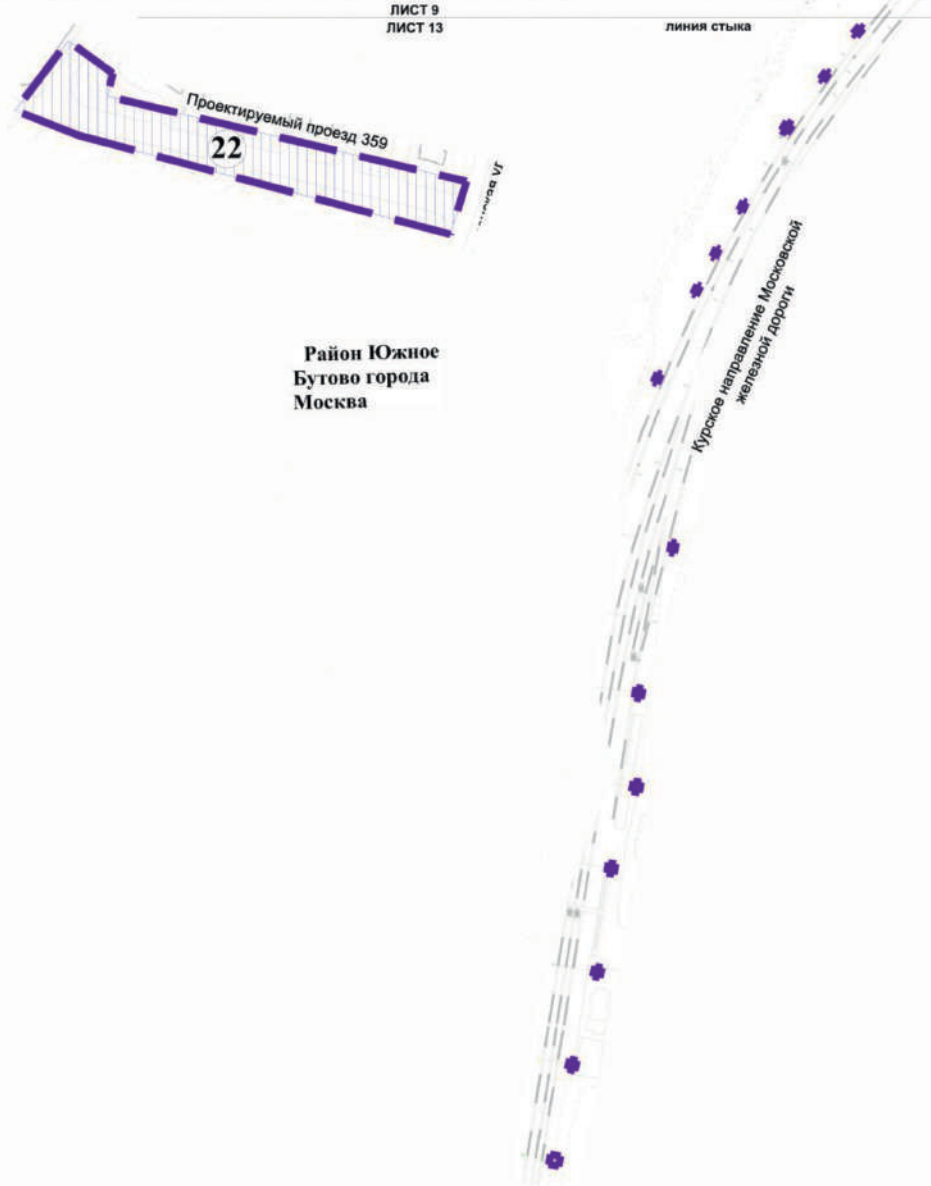 ЛИСТ 9
ЛИСТ 13
линия стыка
Проектируемый проезд 359
22
Район Южное
Бутово города
Москва
Курское направление Московской
железной дороги